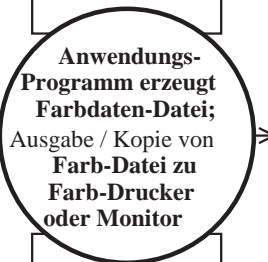 Anwendungs-
Programm erzeugt
Farbdaten-Datei;
Ausgabe / Kopie von
Farb-Datei zu
Farb-Drucker
oder Monitor